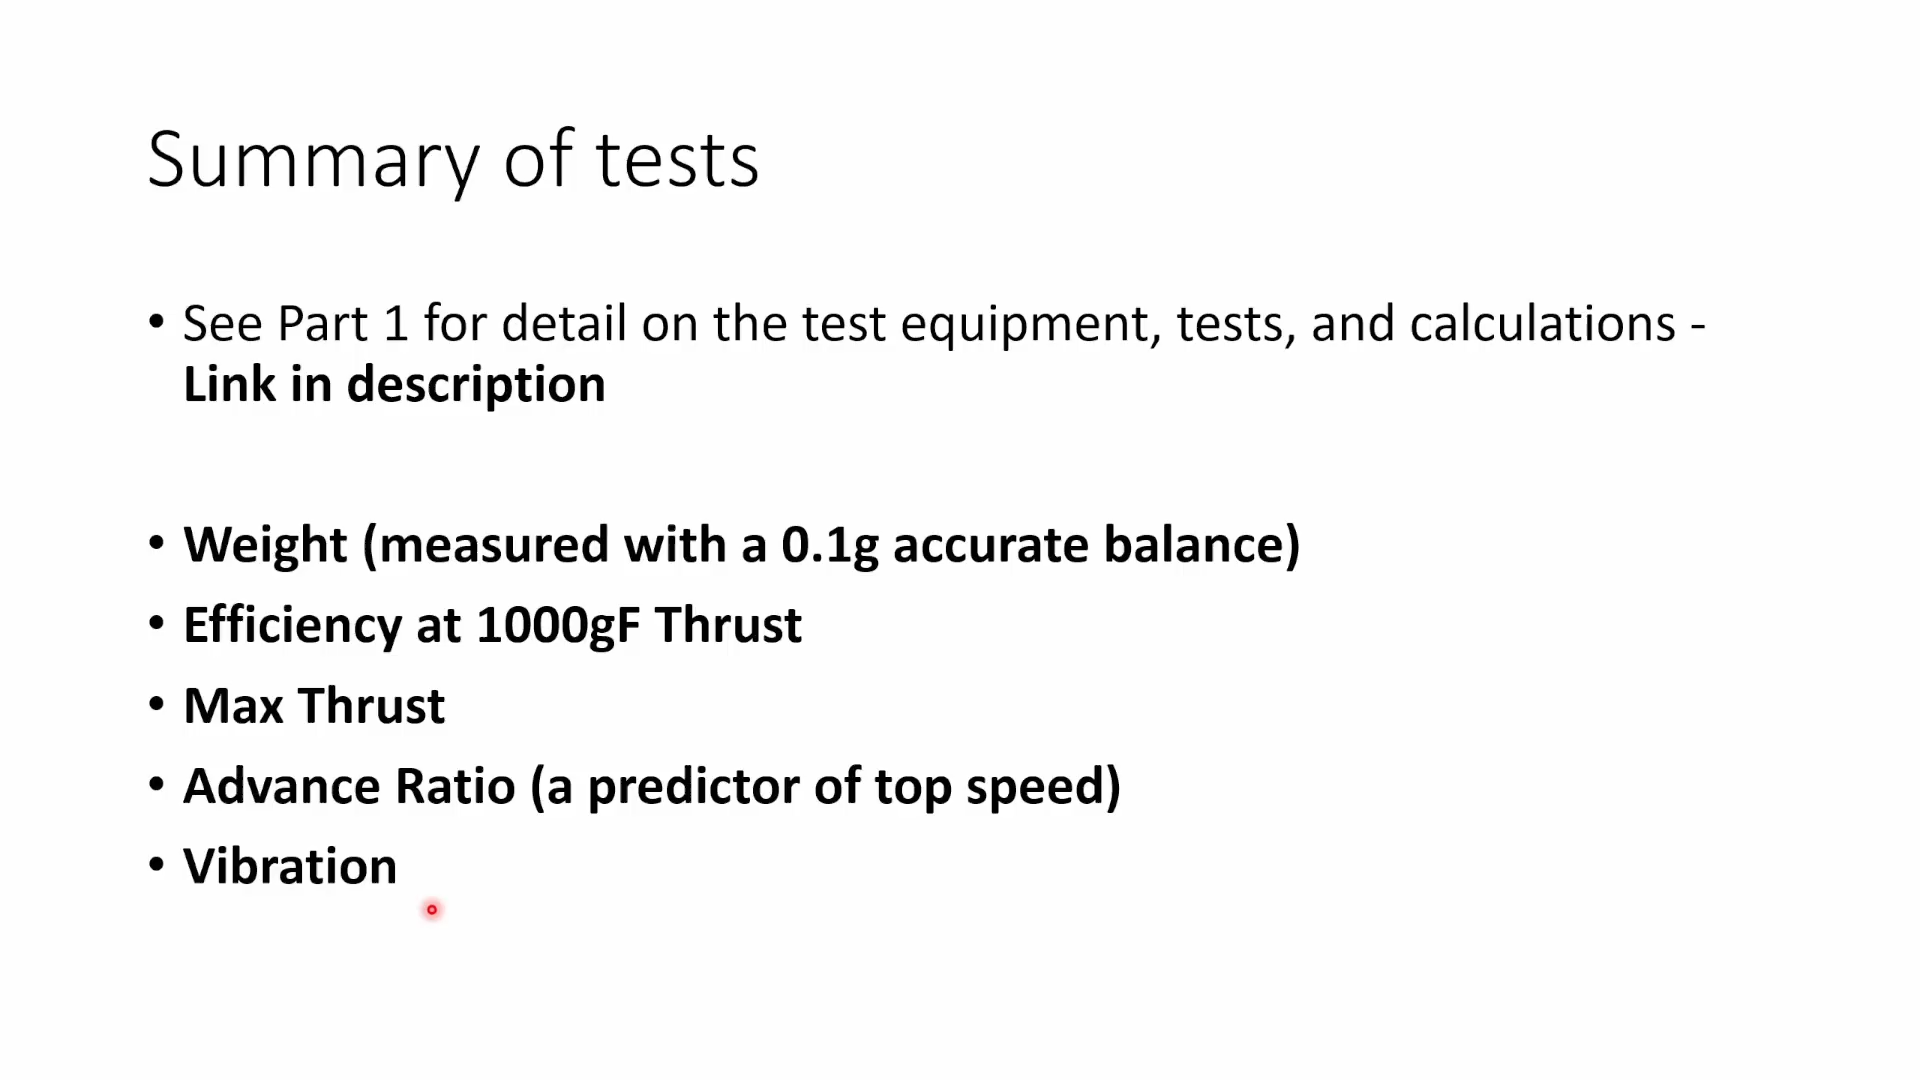 Summary of tests
• See Part 1 for detail on the test equipment, tests, and calculations -
Link in description
• Weight (measured with a 0.1g accurate balance)
• Efficiency at 1000gF Thrust
• Max Thrust
• Advance Ratio (a predictor of top speed)
• Vibration